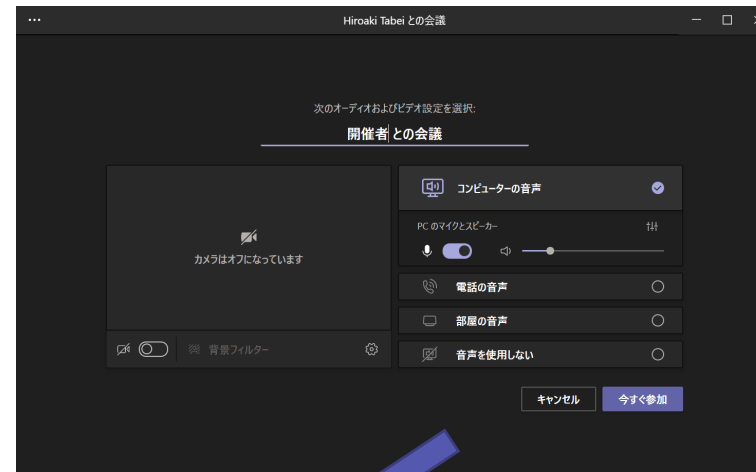 Hiroaki Tabei との会議
次のオーディオおよびビデオ設定を選択:
開催者との会議
コンピューターの音声
PC のマイクとスピーカー
カメラはオフになっています
電話の音声
部屋の音声
背景フィルター
音声を使用しない
キャンセル
今すぐ参加